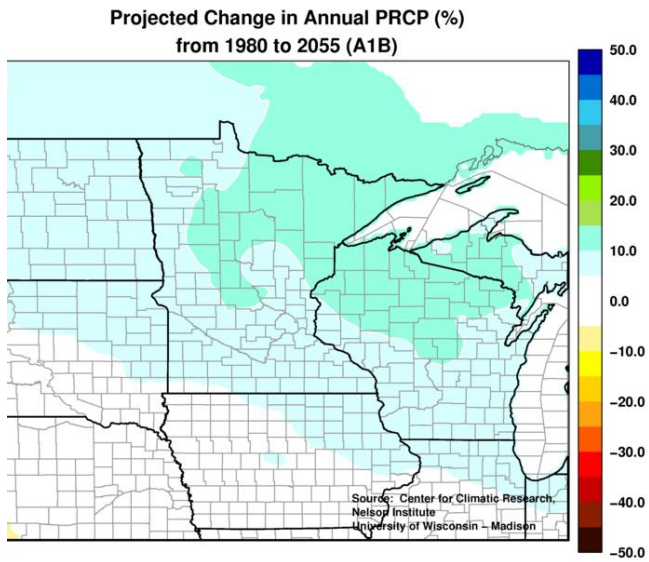 Projected Change in Annual PRCP (%)
from 1980 to 2055 (A1B)
50.0
40.0
30.0
20.0
10.0
0.0
−10.0
−20.0
−30.0
−40.0
−50.0
Source: Center for Climatic Research,
Nelson Institute
University of Wisconsin − Madison